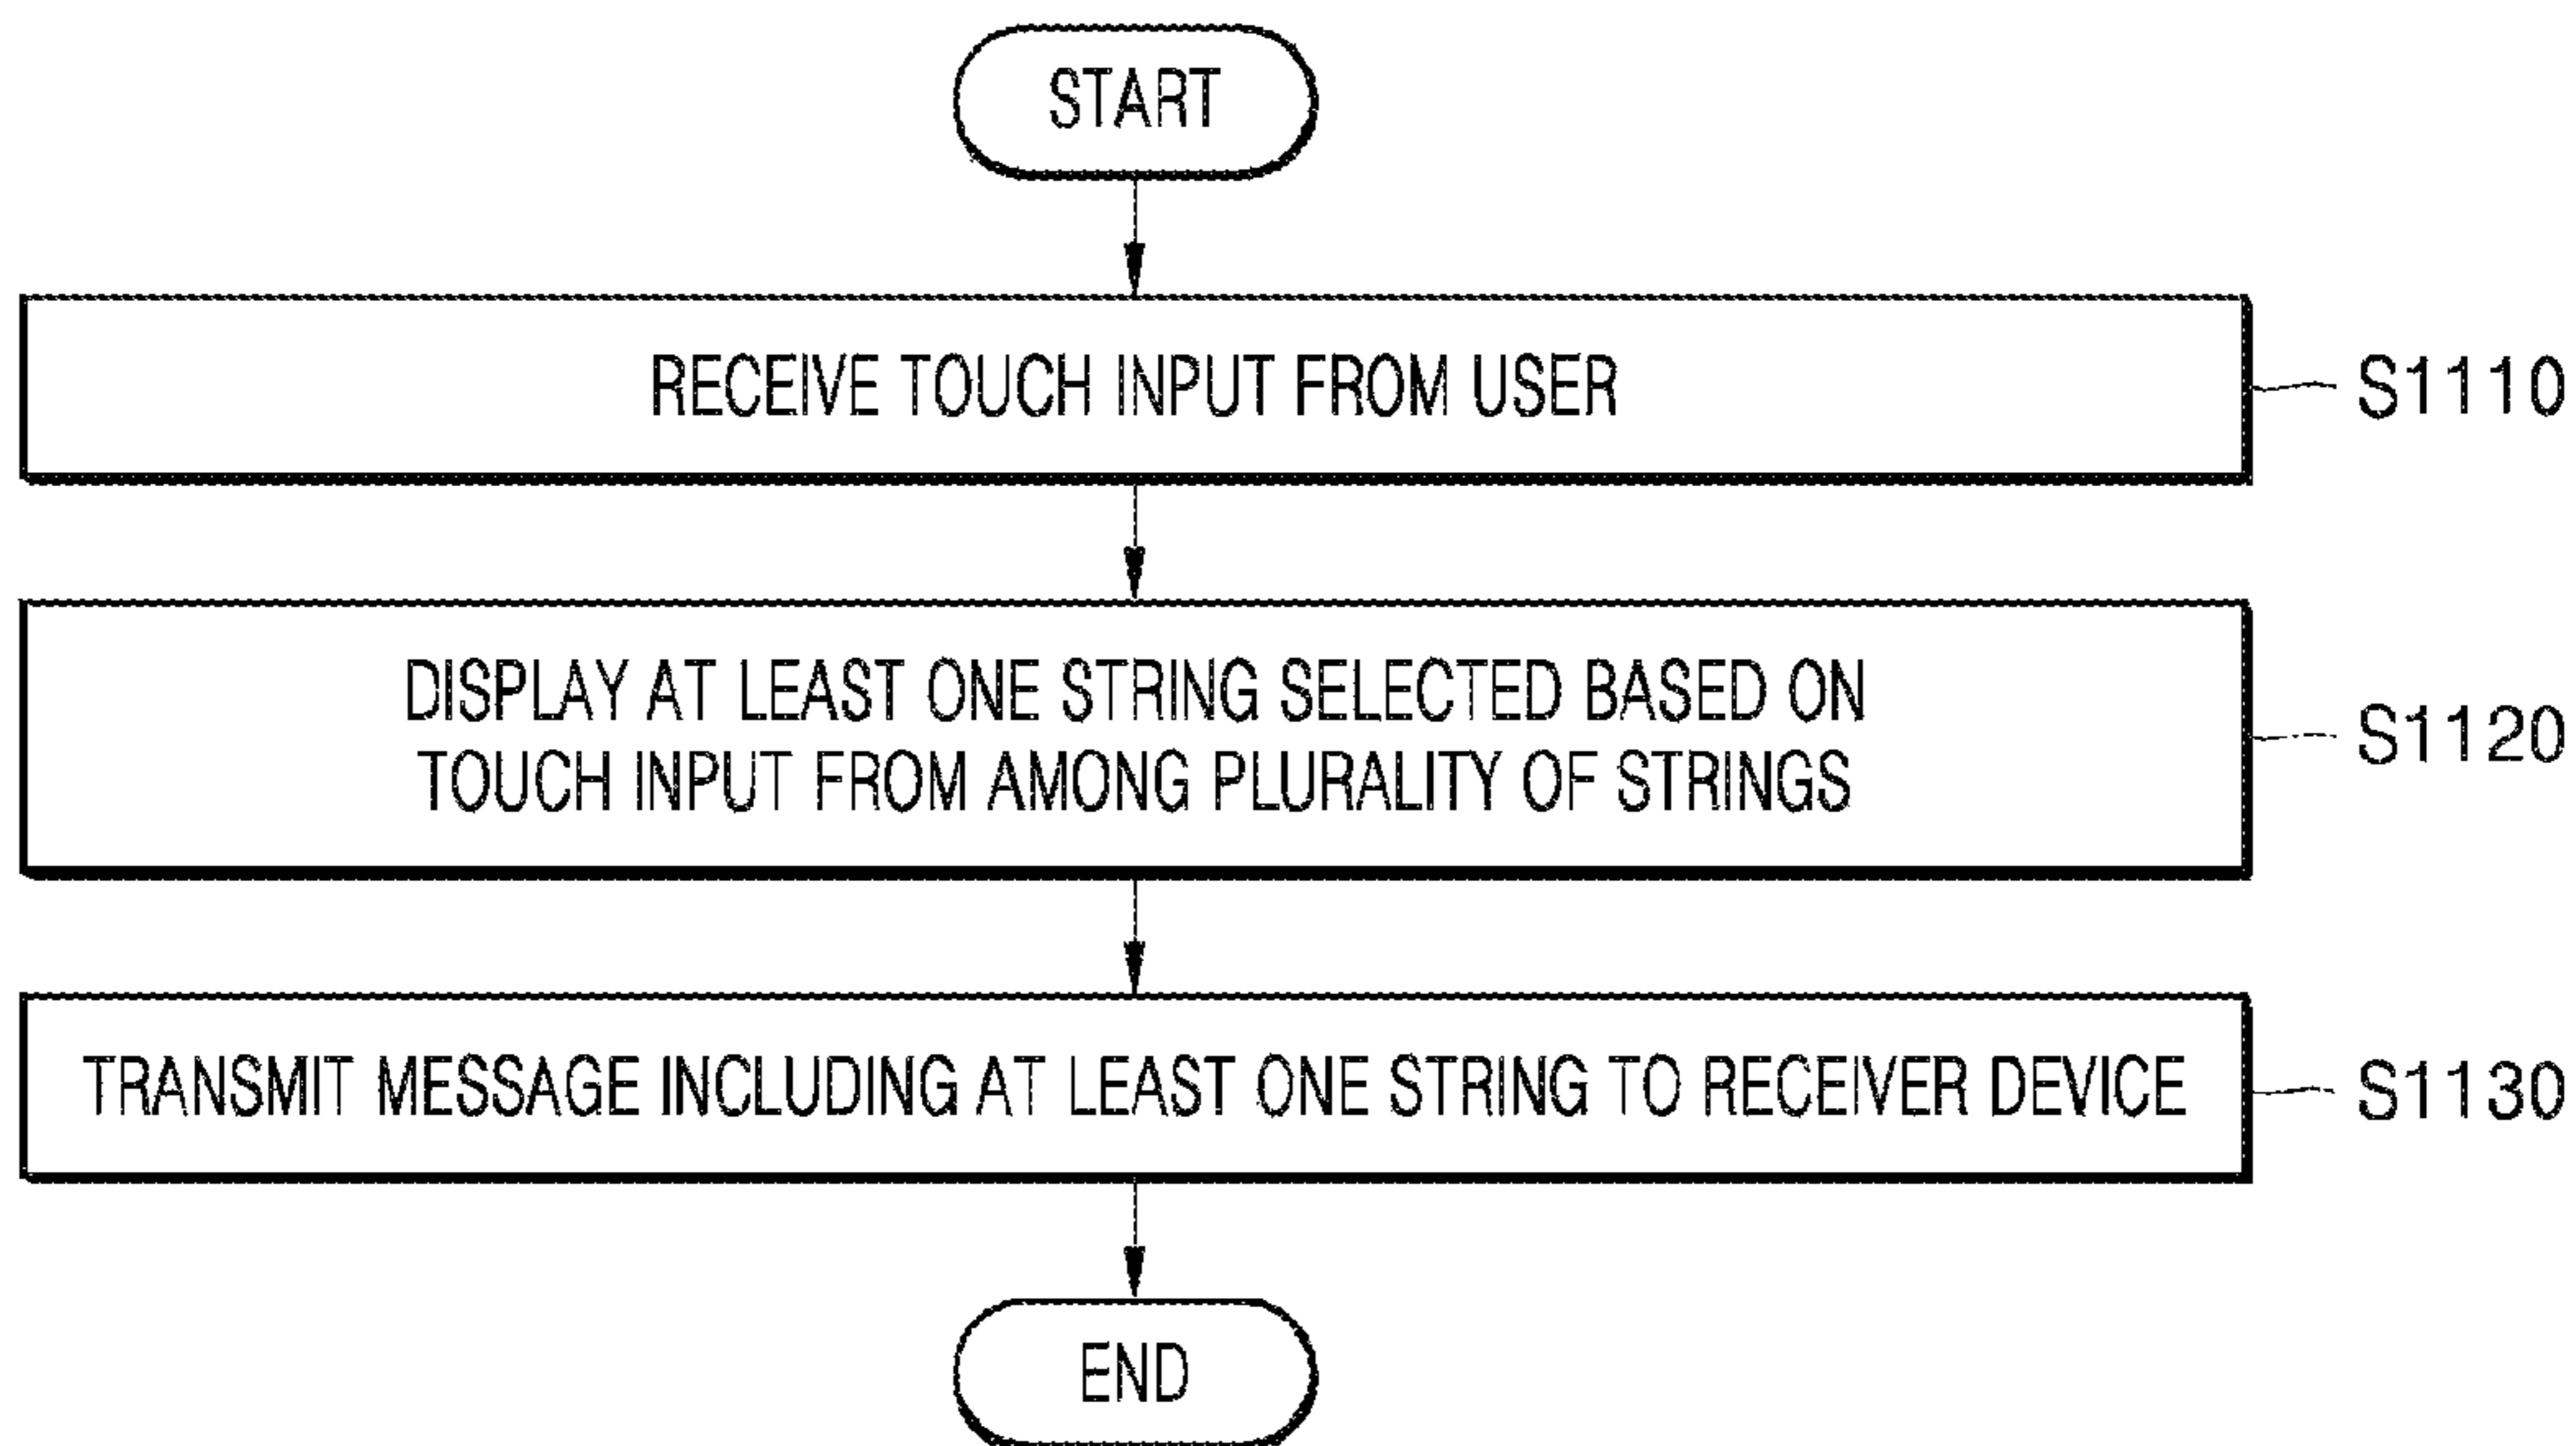 START
RECEIVE TOUCH INPUT FROM USER
S1110
DISPLAY AT LEAST ONE STRING SELECTED BASED ON
TOUCH INPUT FROM AMONG PLURALITY OF STRINGS
S1120
TRANSMIT MESSAGE INCLUDING AT LEAST ONE STRING TO RECEIVER DEVICE
S1130
END